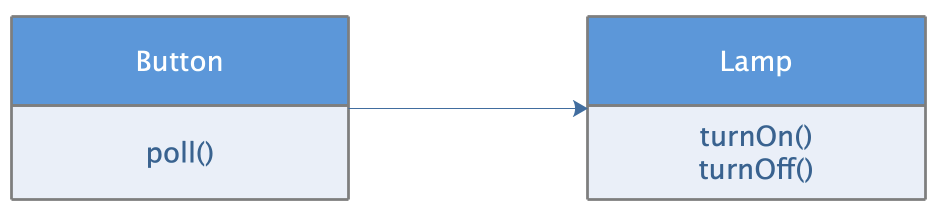 Button
Lamp
poll()
turnOn()
turnOff()